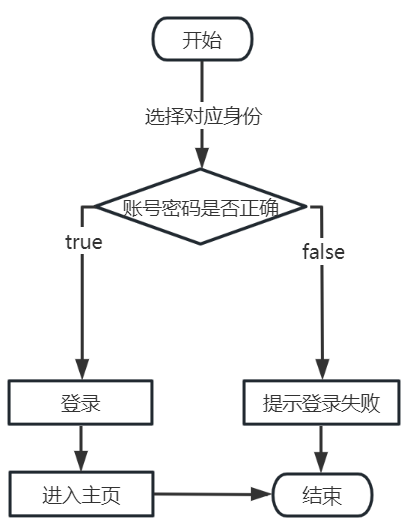 开始
选择对应身份
账号密码是否正确
true
false
登录
提示登录失败
进入主页
结束